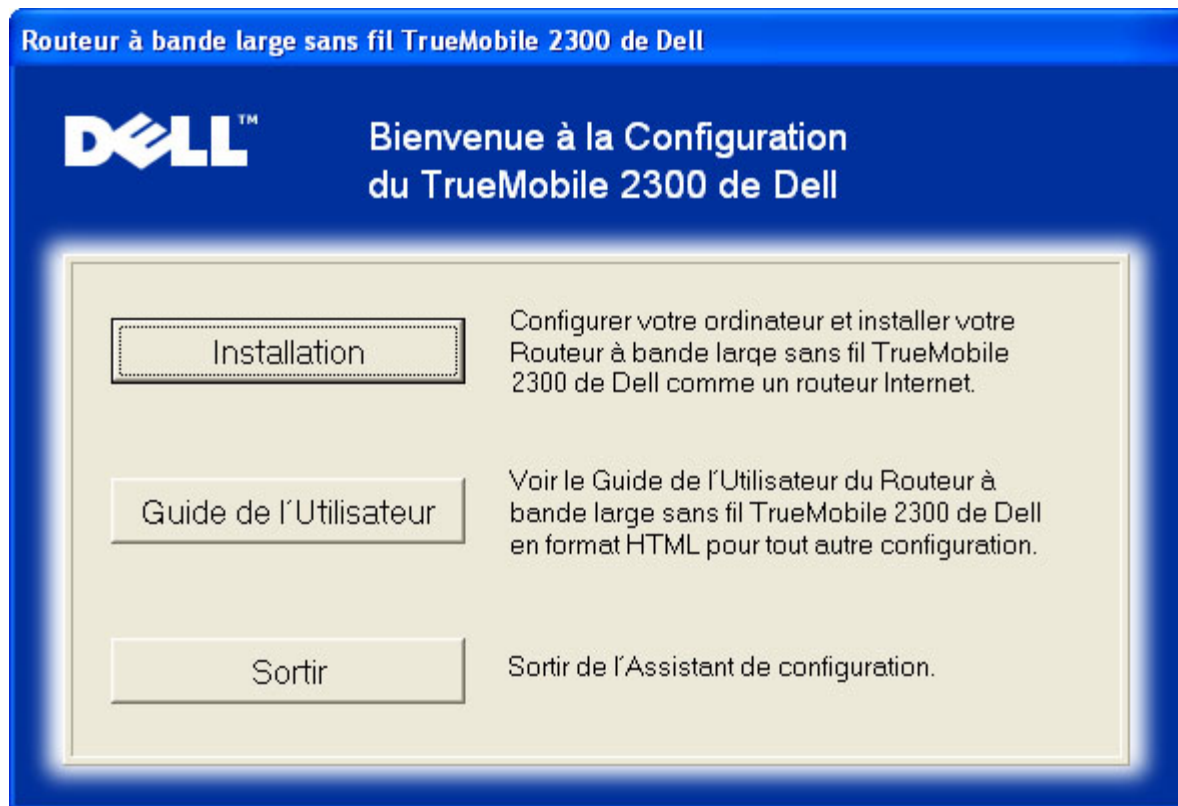 Routeur à bande large sans fil TrueMobile 2300 de Dell
DELL™
Bienvenue à la Configuration
du TrueMobile 2300 de Dell
Installation
Configurer votre ordinateur et installer votre
Routeur à bande large sans fil TrueMobile
2300 de Dell comme un routeur Internet.
Guide de l´Utilisateur
Voir le Guide de l´Utilisateur du Routeur à
bande large sans fil TrueMobile 2300 de Dell
en format HTML pour tout autre configuration.
Sortir
Sortir de l´Assistant de configuration.